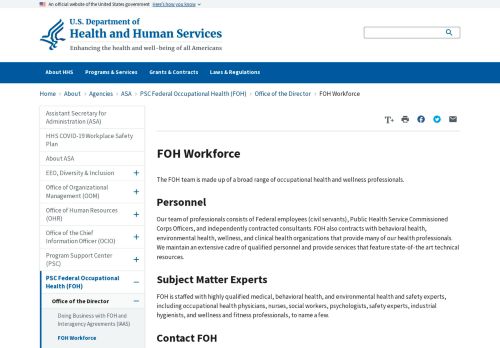 An official website of the United States government Here's how you know
U.S. Department of
Health and Human Services
Enhancing the health and well-being of all Americans
About HHS Programs & Services Grants & Contracts Laws & Regulations
Home > About > Agencies > ASA > PSC Federal Occupational Health (FOH) > Office of the Director > FOH Workforce
Assistant Secretary for
Administration (ASA)
HHS COVID-19 Workplace Safety
Plan
About ASA
EEO, Diversity & Inclusion +
Office of Organizational
Management (OOM) +
Office of Human Resources
(OHR) +
Office of the Chief
Information Officer (OCIO) +
Program Support Center
(PSC) +
PSC Federal Occupational
Health (FOH) −
Office of the Director −
Doing Business with FOH and
Interagency Agreements (IAAS)
FOH Workforce
T+
FOH Workforce
The FOH team is made up of a broad range of occupational health and wellness professionals.
Personnel
Our team of professionals consists of Federal employees (civil servants), Public Health Service Commissioned
Corps Officers, and independently contracted consultants. FOH also contracts with behavioral health,
environmental health, wellness, and clinical health organizations that provide many of our health professionals.
We maintain an extensive cadre of qualified personnel and provide services that feature state-of-the art technical
resources.
Subject Matter Experts
FOH is staffed with highly qualified medical, behavioral health, and environmental health and safety experts,
including occupational health physicians, nurses, social workers, psychologists, safety experts, industrial
hygienists, and wellness and fitness professionals, to name a few.
Contact FOH